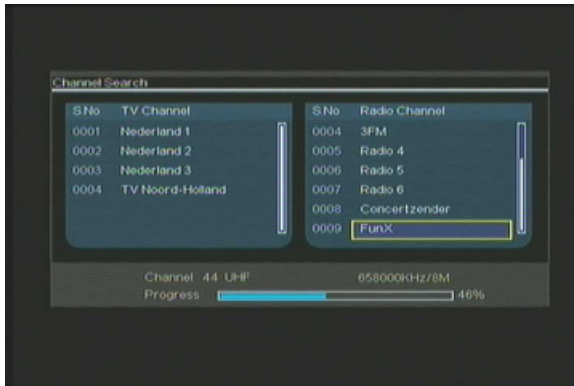 Channel Search
S.No TV Channel
0001 Nederland 1
0002 Nederland 2
0003 Nederland 3
0004 TV Noord-Holland
S.No Radio Channel
0004 3FM
0005 Radio 4
0006 Radio 5
0007 Radio 6
0008 Concertzender
0009 FunX
Channel 44 UHF 658000KHz/8M
Progress 46%